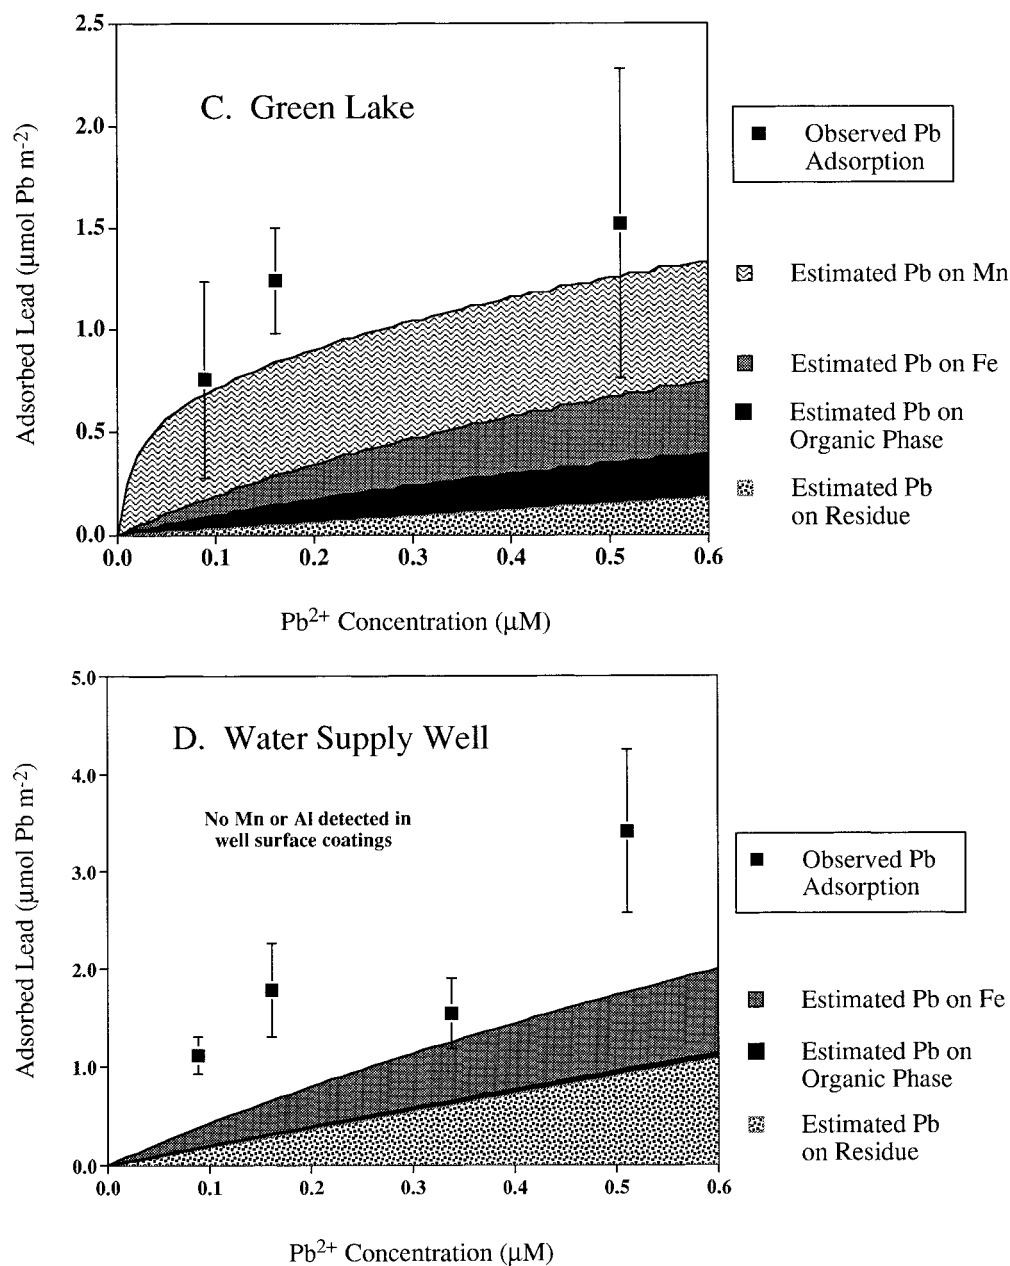 2.5
C. Green Lake
2.0
1.5
1.0
0.5
0.0
Adsorbed Lead (µmol Pb m-2)
0.0 0.1 0.2 0.3 0.4 0.5 0.6
Pb2+ Concentration (µM)
Observed Pb
Adsorption
Estimated Pb on Mn
Estimated Pb on Fe
Estimated Pb on
Organic Phase
Estimated Pb
on Residue
5.0
D. Water Supply Well
4.0
No Mn or Al detected in
well surface coatings
3.0
2.0
1.0
0.0
Adsorbed Lead (µmol Pb m-2)
0.0 0.1 0.2 0.3 0.4 0.5 0.6
Pb2+ Concentration (µM)
Observed Pb
Adsorption
Estimated Pb on Fe
Estimated Pb on
Organic Phase
Estimated Pb
on Residue